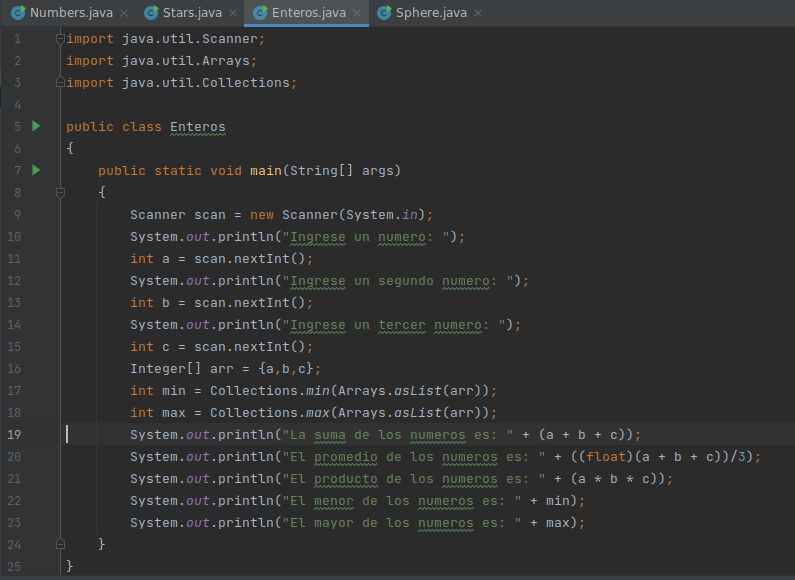 Numbers.java × Stars.java × Enteros.java × Sphere.java ×
1 import java.util.Scanner;
2 import java.util.Arrays;
3 import java.util.Collections;
4
5 public class Enteros
6 {
7 public static void main(String[] args)
8 {
9 Scanner scan = new Scanner(System.in);
10 System.out.println("Ingrese un numero: ");
11 int a = scan.nextInt();
12 System.out.println("Ingrese un segundo numero: ");
13 int b = scan.nextInt();
14 System.out.println("Ingrese un tercer numero: ");
15 int c = scan.nextInt();
16 Integer[] arr = {a,b,c};
17 int min = Collections.min(Arrays.asList(arr));
18 int max = Collections.max(Arrays.asList(arr));
19 System.out.println("La suma de los numeros es: " + (a + b + c));
20 System.out.println("El promedio de los numeros es: " + ((float)(a + b + c))/3);
21 System.out.println("El producto de los numeros es: " + (a * b * c));
22 System.out.println("El menor de los numeros es: " + min);
23 System.out.println("El mayor de los numeros es: " + max);
24 }
25 }